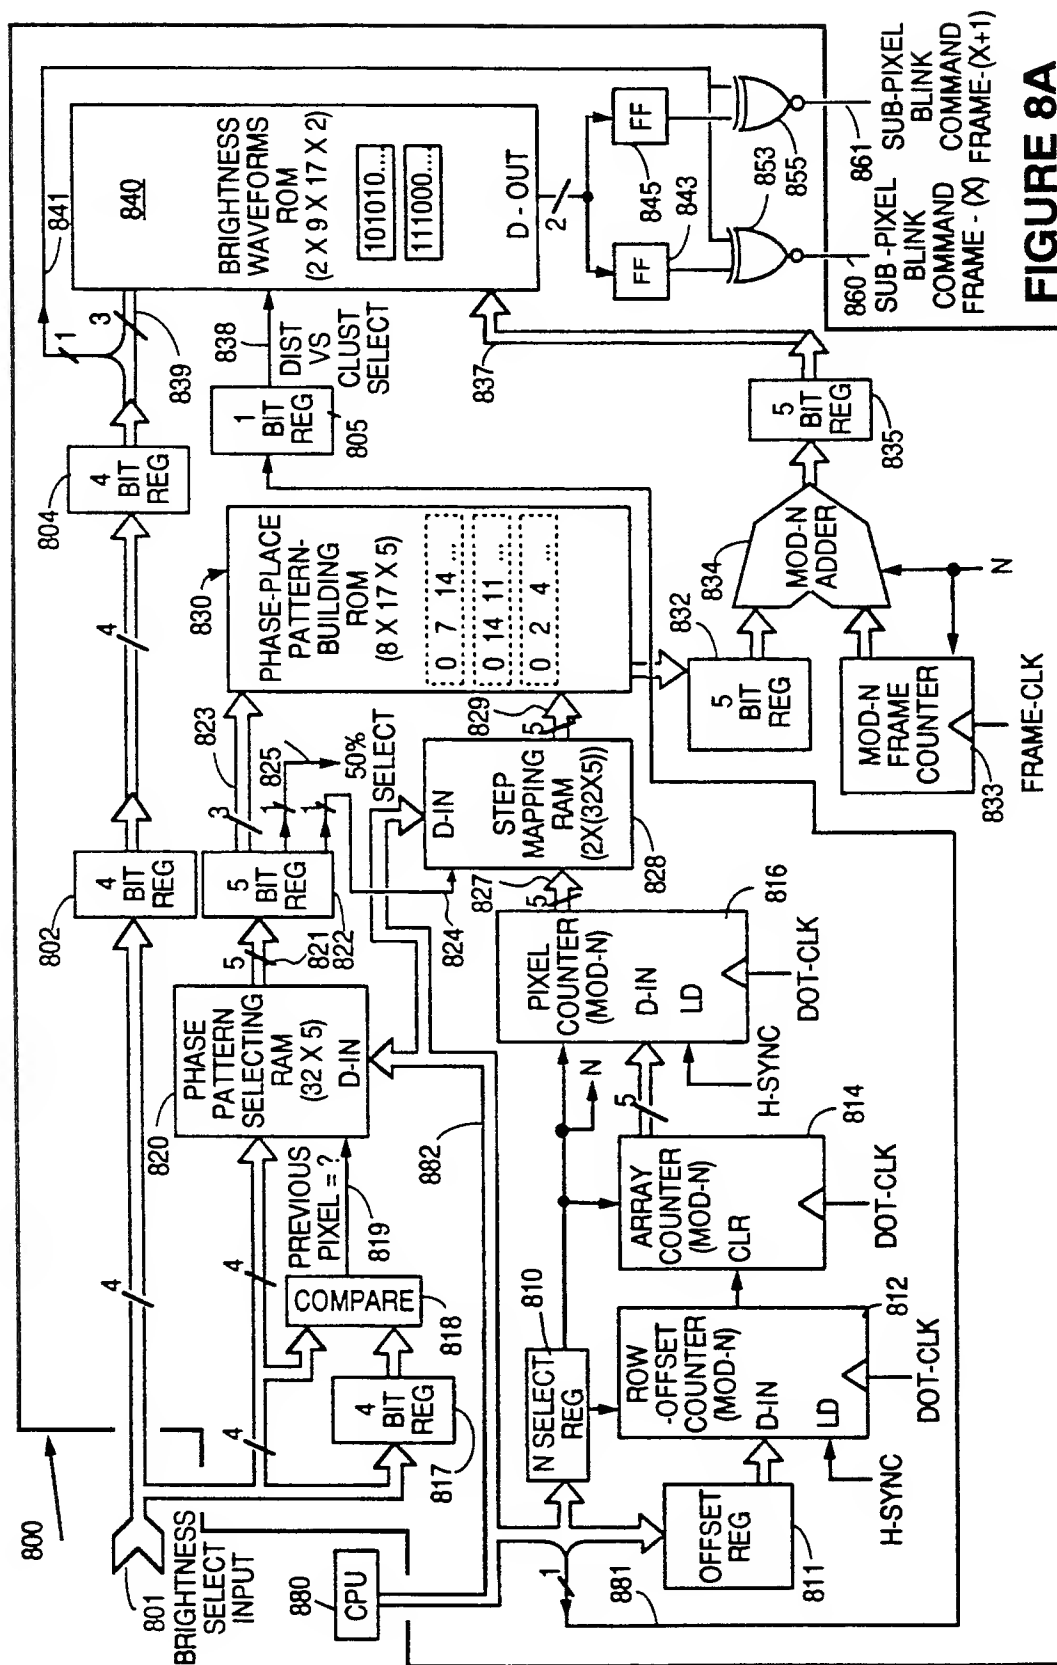 800
801
BRIGHTNESS
SELECT
INPUT
4
802
4
BIT
REG
4
804
4
BIT
REG
1
3
839
841
840
BRIGHTNESS
WAVEFORMS
ROM
(2 X 9 X 17 X 2)
101010...
111000...
D - OUT
2
4
4
817
4
BIT
REG
COMPARE
818
PREVIOUS
PIXEL = ?
819
820
PHASE
PATTERN
SELECTING
RAM
(32 X 5)
D-IN
5
821
822
5
BIT
REG
3
823
1
825
1
50%
SELECT
824
830
PHASE-PLACE
PATTERN-
BUILDING
ROM
(8 X 17 X 5)
0 7 14 ...
0 14 11 ...
0 2 4 ...
1
BIT
REG
805
838
DIST
VS
CLUST
SELECT
837
FF
845
FF
843
853
855
860
SUB-PIXEL
BLINK
COMMAND
FRAME - (X)
861
SUB-PIXEL
BLINK
COMMAND
FRAME-(X+1)
880
CPU
882
1
881
N SELECT
REG
810
N
OFFSET
REG
811
ROW
-OFFSET
COUNTER
(MOD-N)
D-IN
LD
812
H-SYNC
DOT-CLK
ARRAY
COUNTER
(MOD-N)
CLR
814
DOT-CLK
5
PIXEL
COUNTER
(MOD-N)
D-IN
LD
816
H-SYNC
DOT-CLK
827
5
D-IN
STEP
MAPPING
RAM
(2X(32X5))
828
829
5
832
5
BIT
REG
MOD-N
FRAME
COUNTER
833
FRAME-CLK
834
MOD-N
ADDER
N
5
BIT
REG
835
FIGURE 8A